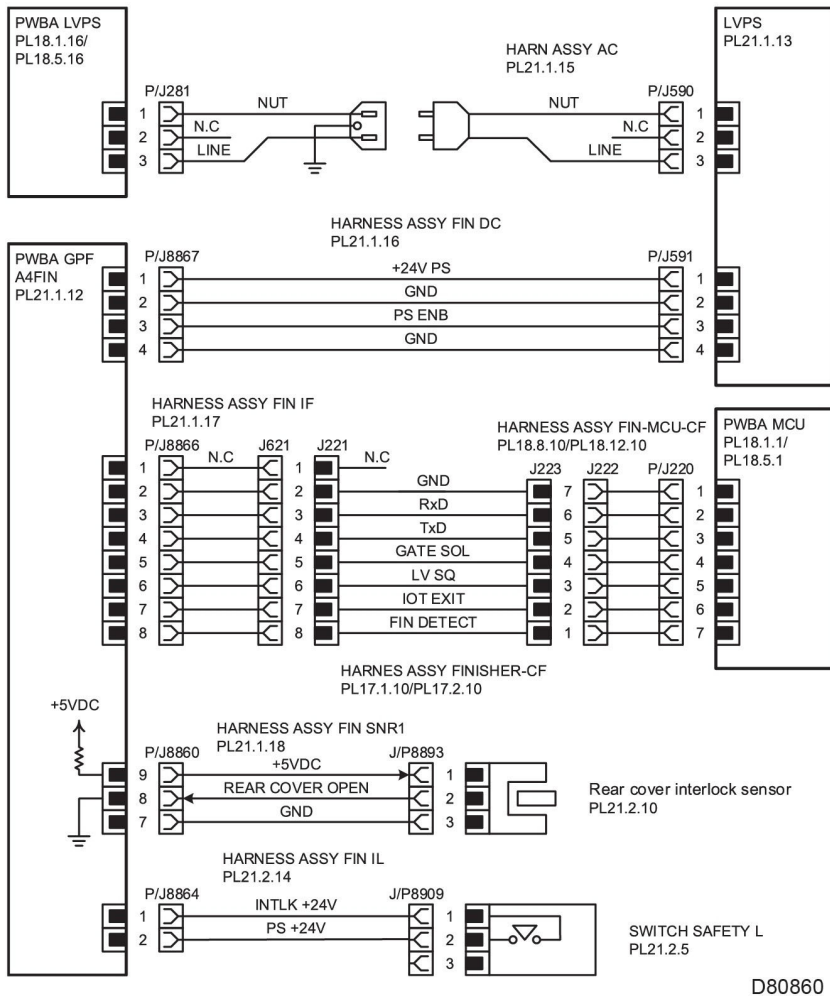 PWBA LVPS
PL18.1.16/
PL18.5.16
LVPS
PL21.1.13
HARN ASSY AC
PL21.1.15
P/J281
P/J590
1 NUT NUT 1
2 N.C N.C 2
3 LINE LINE 3
HARNESS ASSY FIN DC
PL21.1.16
PWBA GPF
A4FIN
PL21.1.12
P/J8867
P/J591
1 +24V PS 1
2 GND 2
3 PS ENB 3
4 GND 4
HARNESS ASSY FIN IF
PL21.1.17
HARNESS ASSY FIN-MCU-CF
PL18.8.10/PL18.12.10
PWBA MCU
PL18.1.1/
PL18.5.1
P/J8866 J621 J221
J223 J222 P/J220
1 N.C 1 N.C
2 2 GND 7 1
3 3 RxD 6 2
4 4 TxD 5 3
5 5 GATE SOL 4 4
6 6 LV SQ 3 5
7 7 IOT EXIT 2 6
8 8 FIN DETECT 1 7
HARNES ASSY FINISHER-CF
PL17.1.10/PL17.2.10
+5VDC
HARNESS ASSY FIN SNR1
PL21.1.18
P/J8860
J/P8893
9 +5VDC 1
8 REAR COVER OPEN 2
7 GND 3
Rear cover interlock sensor
PL21.2.10
HARNESS ASSY FIN IL
PL21.2.14
P/J8864
J/P8909
1 INTLK +24V 1
2 PS +24V 2
3
SWITCH SAFETY L
PL21.2.5
D80860